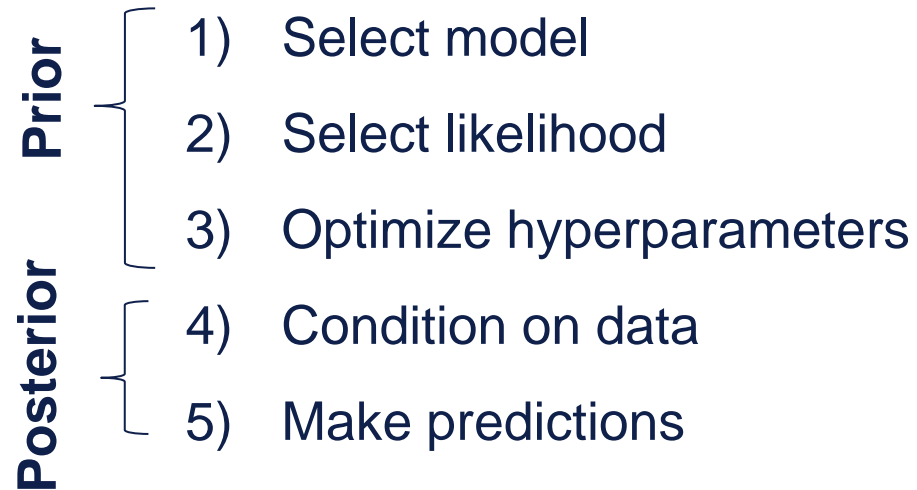 Prior
1) Select model
2) Select likelihood
3) Optimize hyperparameters
Posterior
4) Condition on data
5) Make predictions